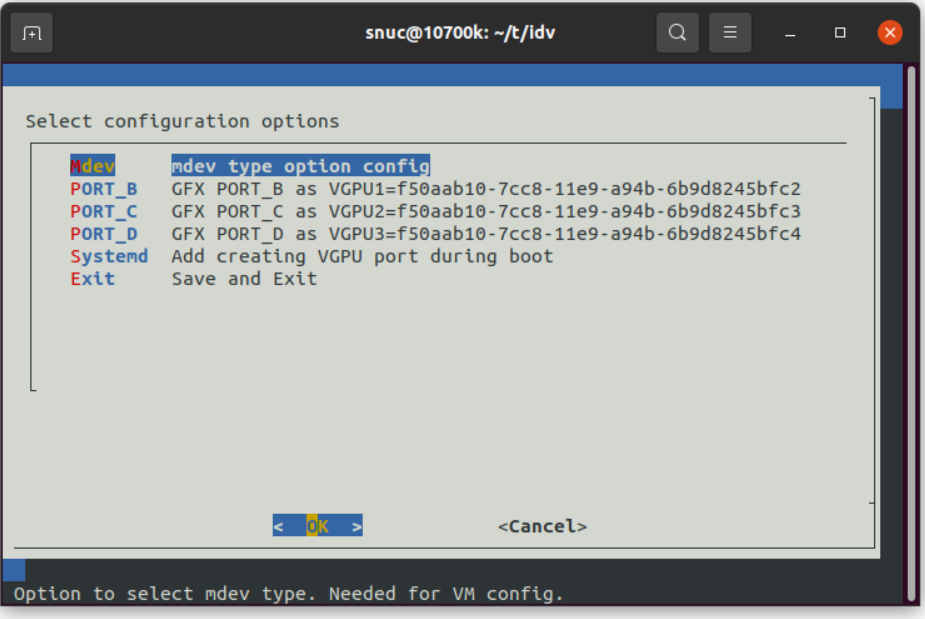 snuc@10700k: ~/t/idv
Select configuration options
Mdev mdev type option config
PORT_B GFX PORT_B as VGPU1=f50aab10-7cc8-11e9-a94b-6b9d8245bfc2
PORT_C GFX PORT_C as VGPU2=f50aab10-7cc8-11e9-a94b-6b9d8245bfc3
PORT_D GFX PORT_D as VGPU3=f50aab10-7cc8-11e9-a94b-6b9d8245bfc4
Systemd Add creating VGPU port during boot
Exit Save and Exit
< OK > <Cancel>
Option to select mdev type. Needed for VM config.